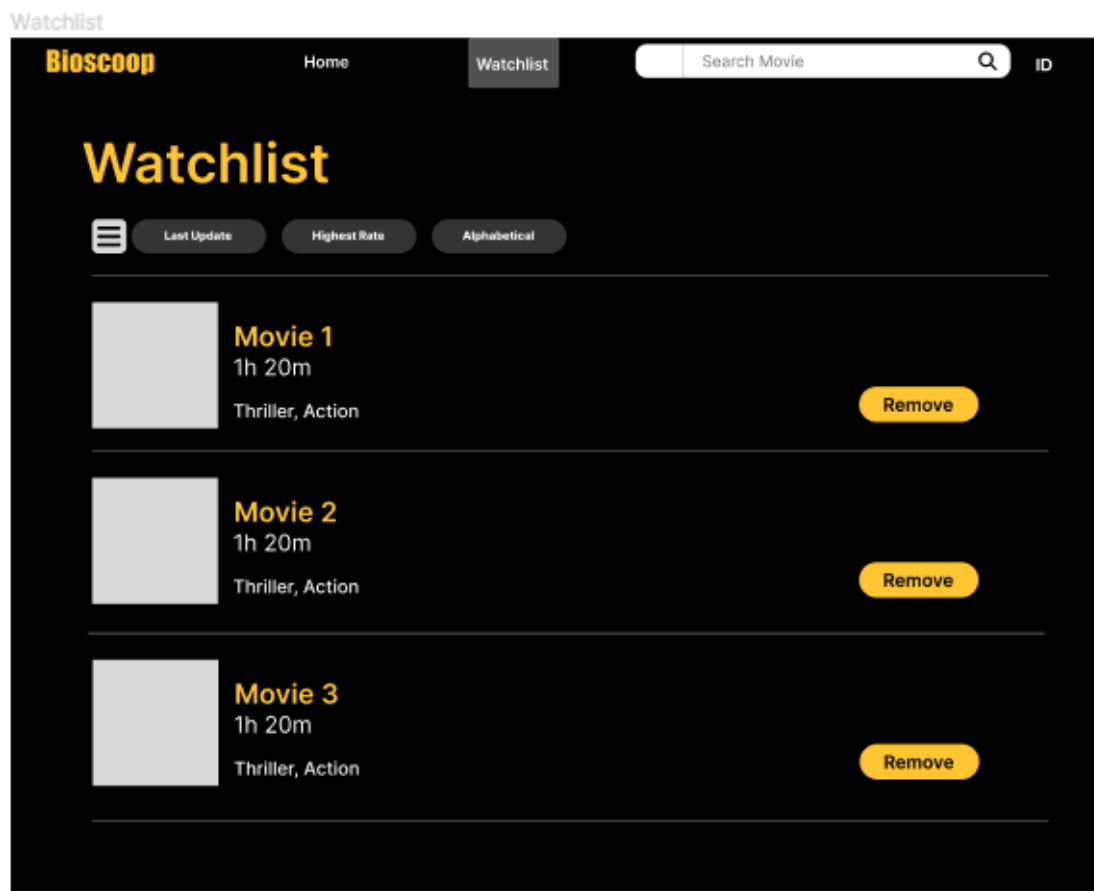 Watchlist
Bioscoop Home Watchlist Search Movie ID
Watchlist
Last Update Highest Rate Alphabetical
Movie 1
1h 20m
Thriller, Action
Remove
Movie 2
1h 20m
Thriller, Action
Remove
Movie 3
1h 20m
Thriller, Action
Remove